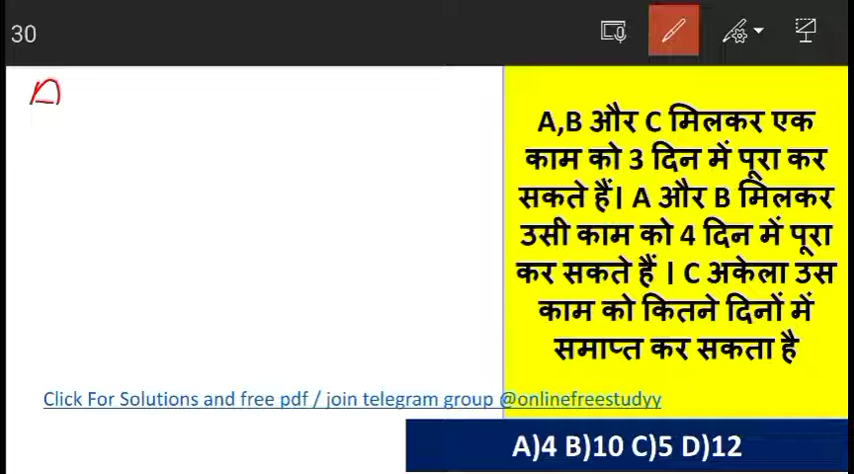 30
A
A,B और C मिलकर एक
काम को 3 दिन में पूरा कर
सकते हैं। A और B मिलकर
उसी काम को 4 दिन में पूरा
कर सकते हैं । C अकेला उस
काम को कितने दिनों में
समाप्त कर सकता है
Click For Solutions and free pdf / join telegram group @onlinefreestudyy
A)4 B)10 C)5 D)12